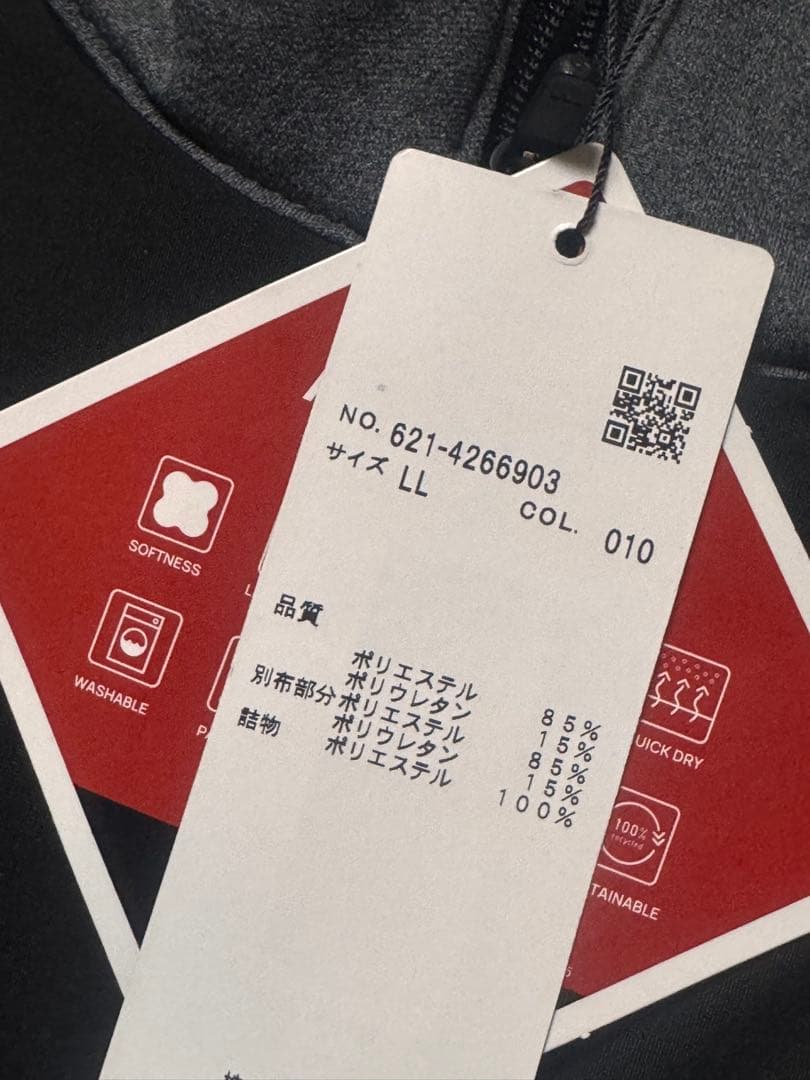 NO. 621-4266903
サイズ LL COL. 010
品質
ポリエステル 85%
ポリウレタン 15%
別布部分 ポリエステル 85%
ポリウレタン 15%
詰物 ポリエステル 100%
SOFTNESS
WASHABLE
UICK DRY
100%
recycled
TAINABLE